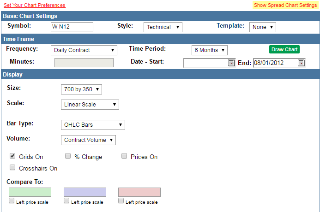 Set Your Chart Preferences Show Spread Chart Settings
Basic Chart Settings
Symbol: WN12 Style: Technical Template: None
Time Frame
Frequency: Daily Contract Time Period: 6 Months Draw Chart
Minutes: Date - Start: End: 08/01/2012
Display
Size: 700 by 350
Scale: Linear Scale
Bar Type: OHLC Bars
Volume: Contract Volume
Grids On % Change Prices On
Crosshairs On
Compare To:
Left price scale Left price scale Left price scale